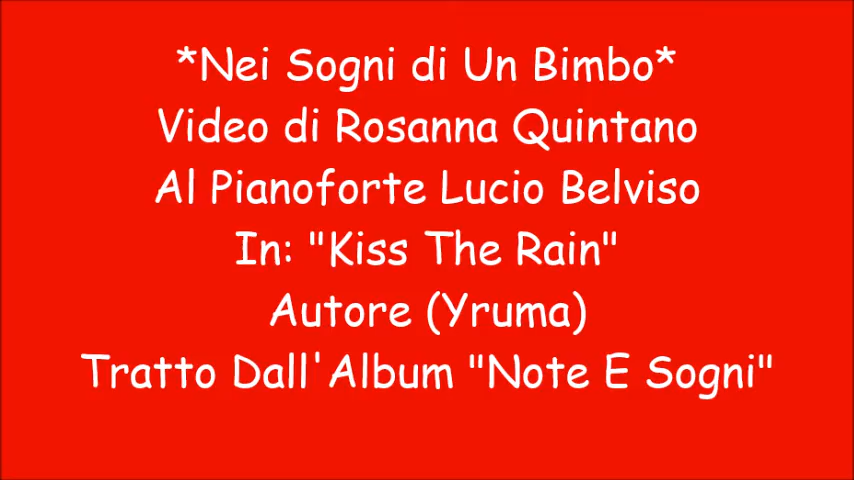 *Nei Sogni di Un Bimbo*
Video di Rosanna Quintano
Al Pianoforte Lucio Belviso
In: "Kiss The Rain"
Autore (Yruma)
Tratto Dall'Album "Note E Sogni"